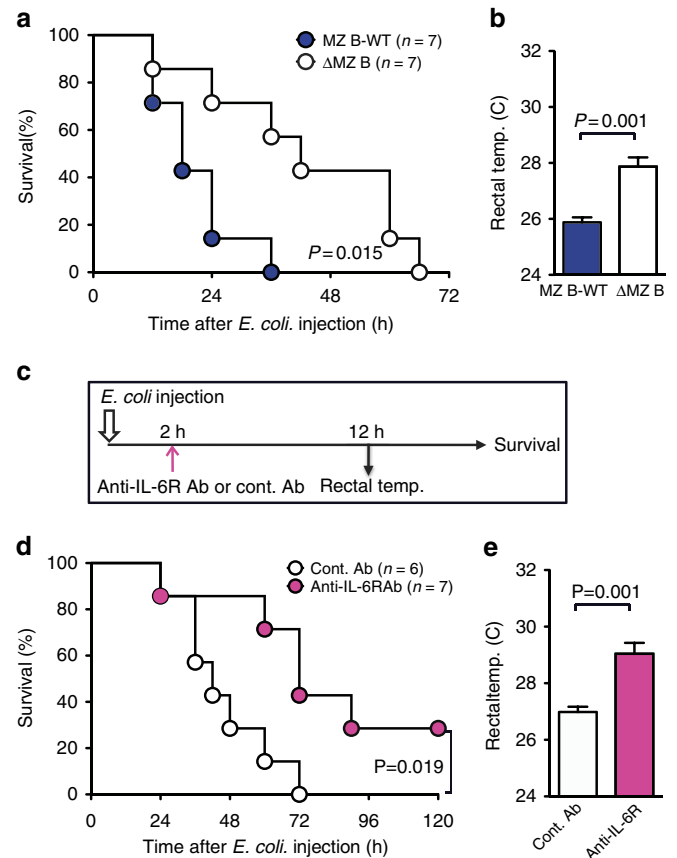 a
100
80
60
40
20
0
Survival(%)
MZ B-WT (n = 7)
ΔMZ B (n = 7)
P = 0.015
0 24 48 72
Time after E. coli. injection (h)
b
32
30
28
26
24
Rectal temp. (C)
P = 0.001
MZ B-WT ΔMZ B
c
E. coli injection
2 h 12 h
Survival
Anti-IL-6R Ab or cont. Ab Rectal temp.
d
100
80
60
40
20
0
Survival (%)
Cont. Ab (n = 6)
Anti-IL-6RAb (n = 7)
P=0.019
0 24 48 72 96 120
Time after E. coli. injection (h)
e
32
30
28
26
24
Rectaltemp. (C)
P=0.001
Cont. Ab
Anti-IL-6R